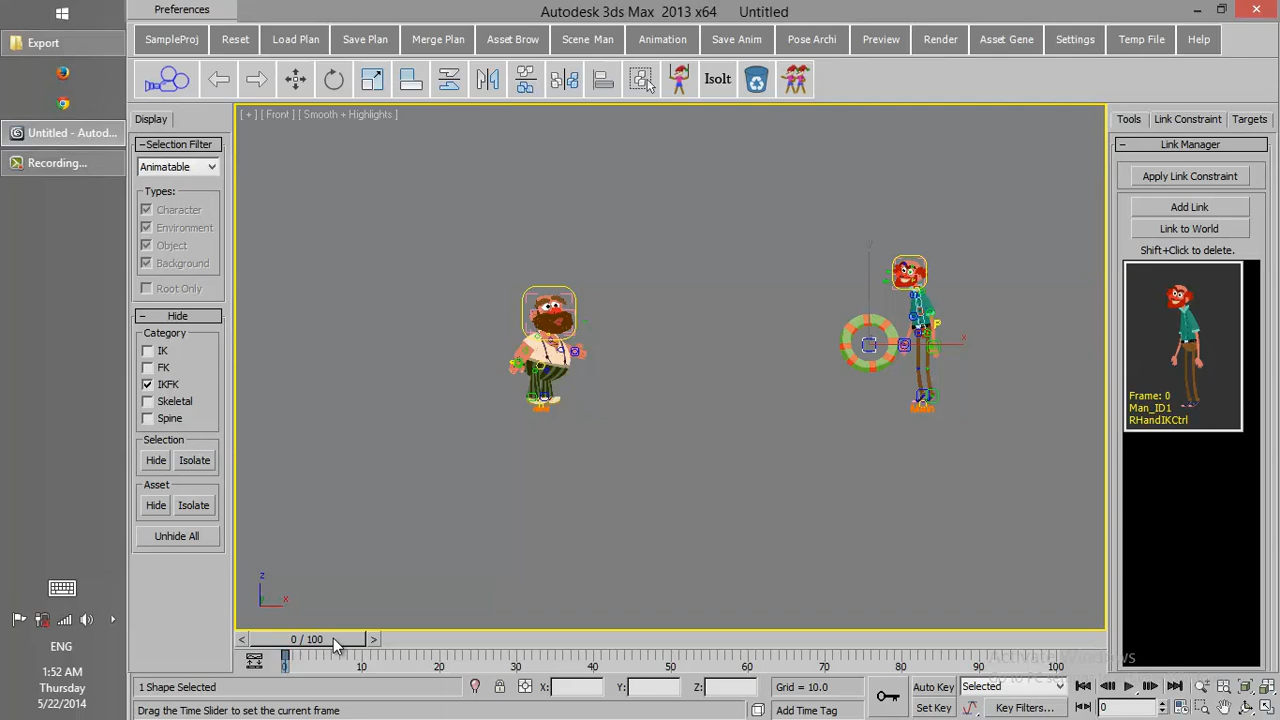 Preferences
Autodesk 3ds Max 2013 x64 Untitled
Export
SampleProj Reset Load Plan Save Plan Merge Plan Asset Brow Scene Man Animation Save Anim Pose Archi Preview Render Asset Gene Settings Temp File Help
Isolt
Untitled - Autod...
Recording...
Display
[ + ] [ Front ] [ Smooth + Highlights ]
Tools Link Constraint Targets
Selection Filter
Link Manager
Animatable
Apply Link Constraint
Types:
Character
Add Link
Environment
Link to World
Object
Shift+Click to delete.
Background
Root Only
Hide
Category
IK
FK
IKFK
Skeletal
Frame: 0
Man_ID1
RHandIKCtrl
Spine
Selection
Hide Isolate
Asset
Hide Isolate
Unhide All
P
x
z
x
ENG
1:52 AM
Thursday
5/22/2014
< 0 / 100 >
0 10 20 30 40 50 60 70 80 90 100
Activate Windows
1 Shape Selected
X: Y: Z: Grid = 10.0
Auto Key Selected
Drag the Time Slider to set the current frame
Add Time Tag
Set Key Key Filters...
0